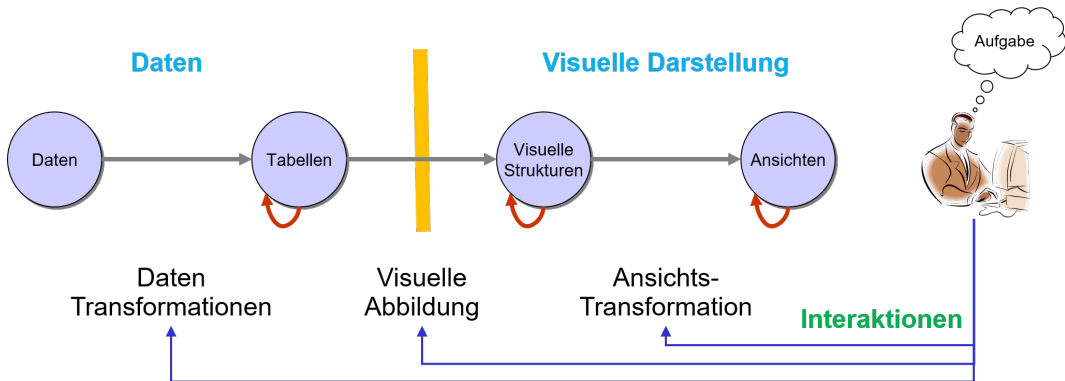 Aufgabe
Daten
Visuelle Darstellung
Daten
Tabellen
Visuelle
Strukturen
Ansichten
Daten
Transformationen
Visuelle
Abbildung
Ansichts-
Transformation
Interaktionen